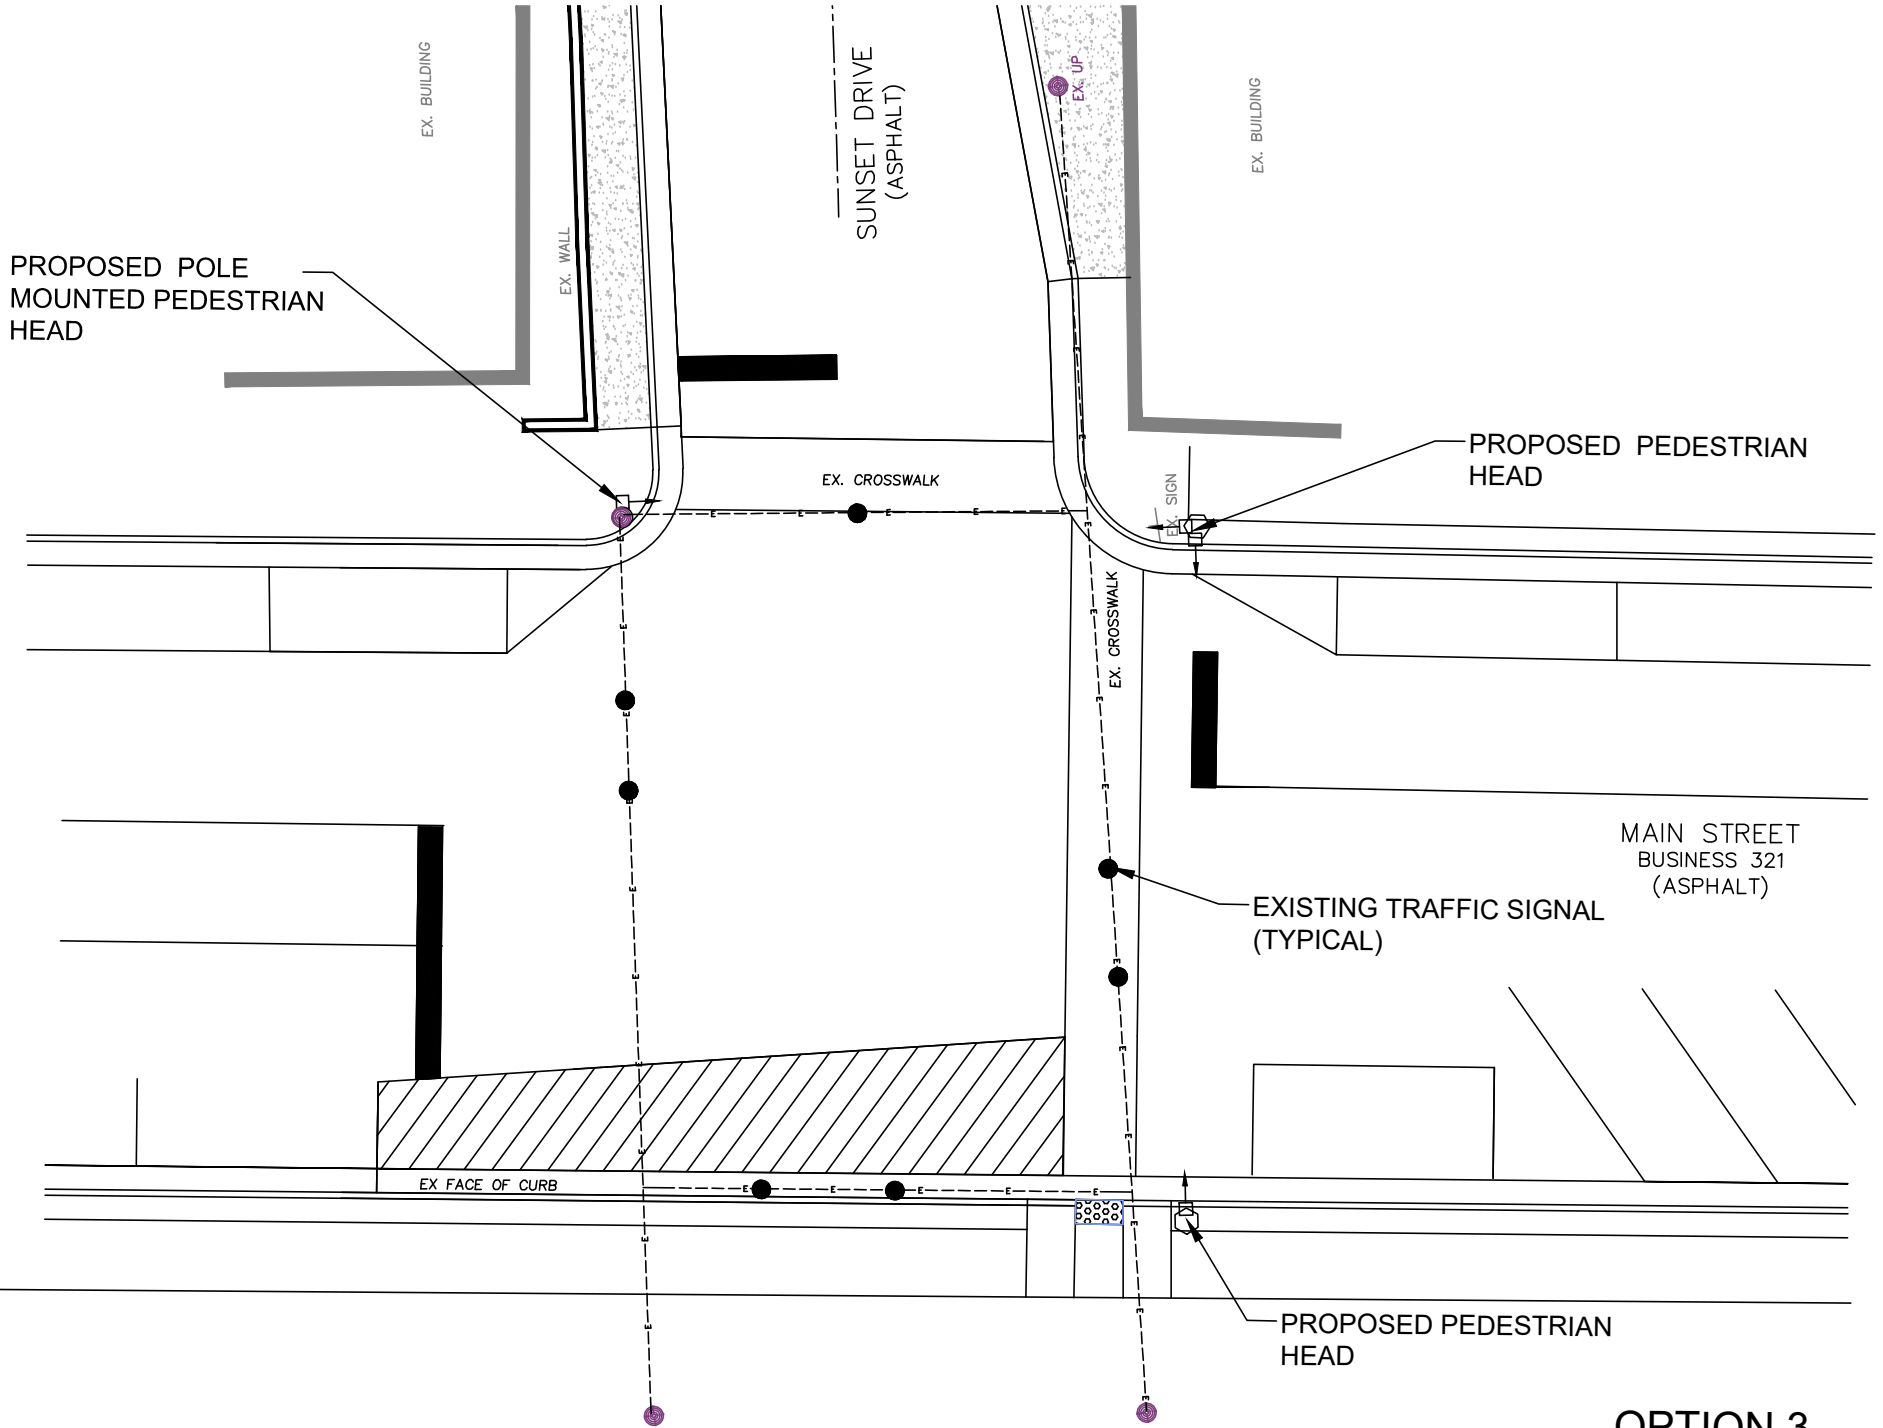 EX. BUILDING
SUNSET DRIVE
(ASPHALT)
EX. UP
EX. BUILDING
EX. WALL
PROPOSED POLE
MOUNTED PEDESTRIAN
HEAD
EX. CROSSWALK
EX. SIGN
PROPOSED PEDESTRIAN
HEAD
EX. CROSSWALK
MAIN STREET
BUSINESS 321
(ASPHALT)
EXISTING TRAFFIC SIGNAL
(TYPICAL)
EX FACE OF CURB
PROPOSED PEDESTRIAN
HEAD
OPTION 3